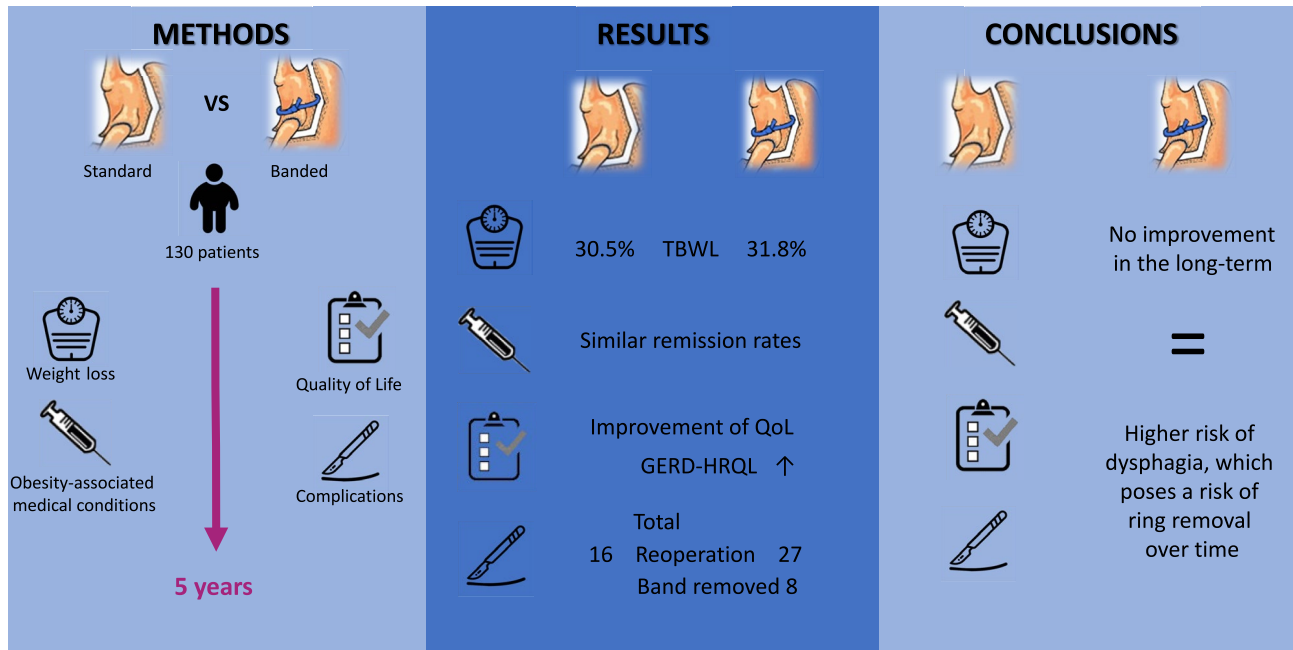 METHODS
VS
Standard
Banded
130 patients
Weight loss
Quality of Life
Obesity-associated
medical conditions
Complications
5 years
RESULTS
30.5% TBWL 31.8%
Similar remission rates
Improvement of QoL
GERD-HRQL ↑
Total
16 Reoperation 27
Band removed 8
CONCLUSIONS
No improvement
in the long-term
=
Higher risk of
dysphagia, which
poses a risk of
ring removal
over time